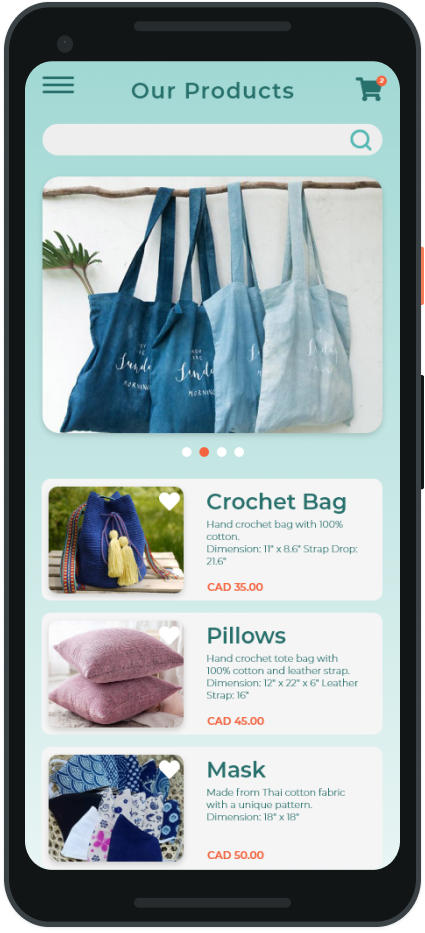 Our Products
2
Sunday
MORNING
MORNING
Crochet Bag
Hand crochet bag with 100%
cotton.
Dimension: 11" x 8.6" Strap Drop:
21.6"
CAD 35.00
Pillows
Hand crochet tote bag with
100% cotton and leather strap.
Dimension: 12" x 22" x 6" Leather
Strap: 16"
CAD 45.00
Mask
Made from Thai cotton fabric
with a unique pattern.
Dimension: 18" x 18"
CAD 50.00